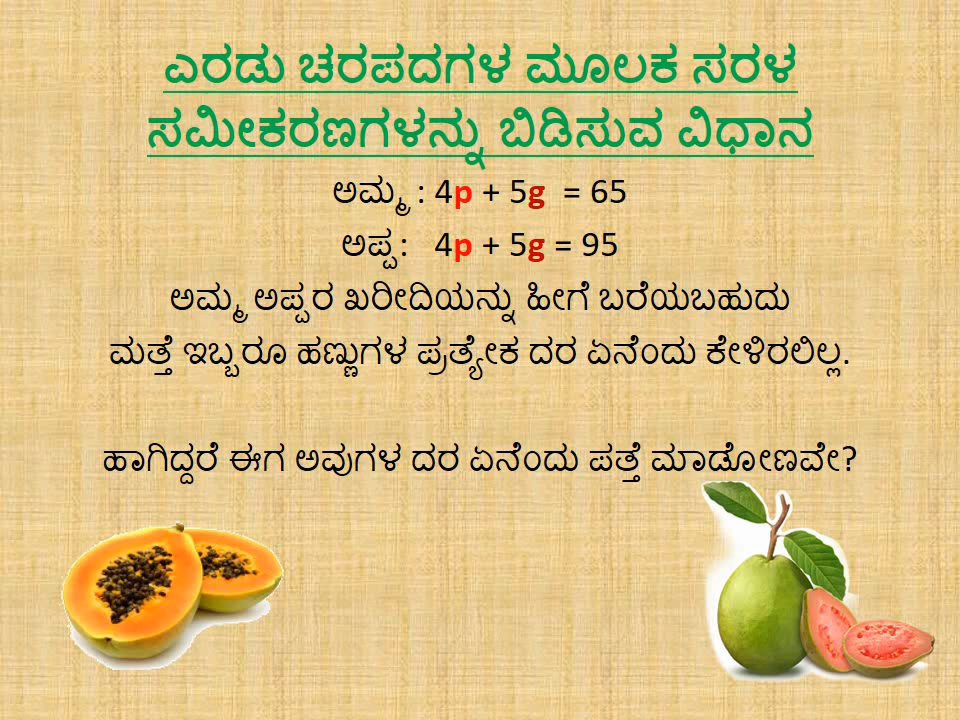 ಎರಡು ಚರಪದಗಳ ಮೂಲಕ ಸರಳ
ಸಮೀಕರಣಗಳನ್ನು ಬಿಡಿಸುವ ವಿಧಾನ
ಅಮ್ಮ : 4p + 5g = 65
ಅಪ್ಪ: 4p + 5g = 95
ಅಮ್ಮ ಅಪ್ಪರ ಖರೀದಿಯನ್ನು ಹೀಗೆ ಬರೆಯಬಹುದು
ಮತ್ತೆ ಇಬ್ಬರೂ ಹಣ್ಣುಗಳ ಪ್ರತ್ಯೇಕ ದರ ಏನೆಂದು ಕೇಳಿರಲಿಲ್ಲ.
ಹಾಗಿದ್ದರೆ ಈಗ ಅವುಗಳ ದರ ಏನೆಂದು ಪತ್ತೆ ಮಾಡೋಣವೇ?